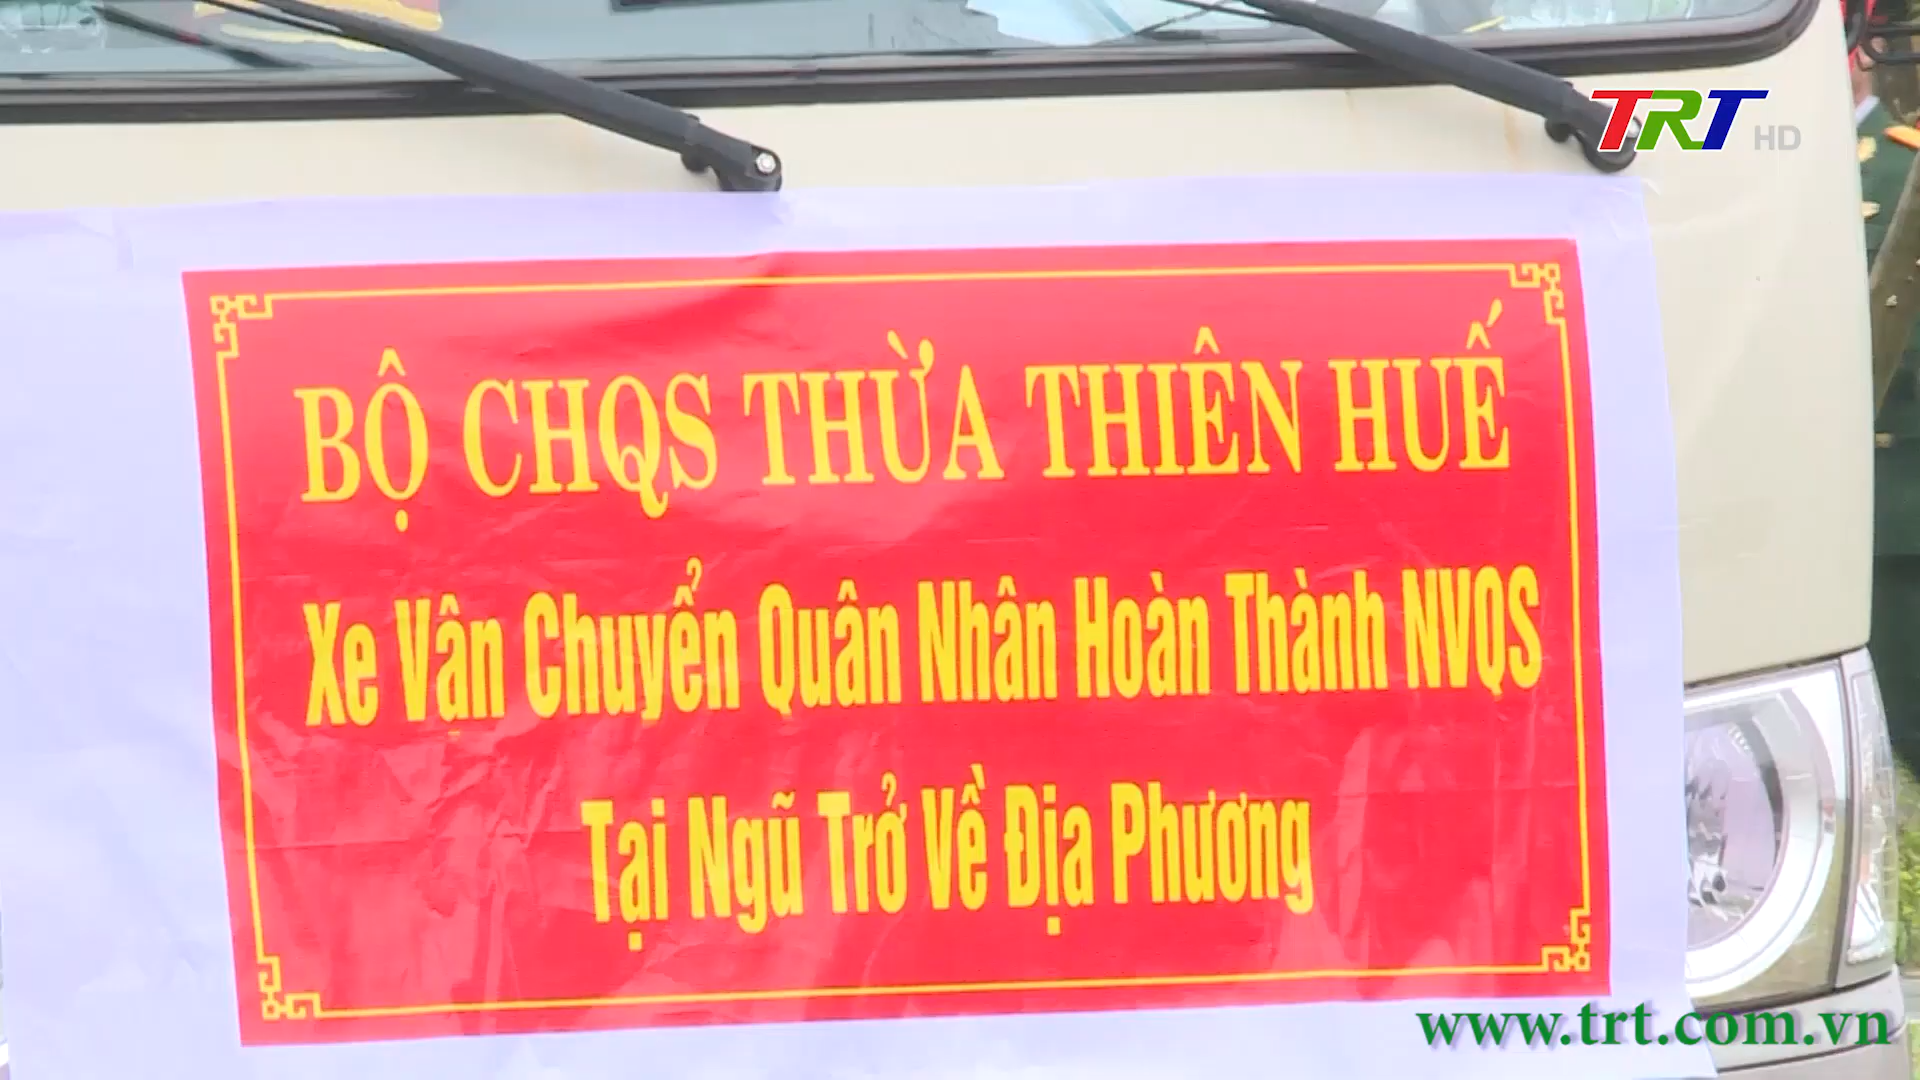 TRT HD
BỘ CHQS THỪA THIÊN HUẾ
Xe Vận Chuyển Quân Nhân Hoàn Thành NVQS
Tại Ngũ Trở Về Địa Phương
www.trt.com.vn